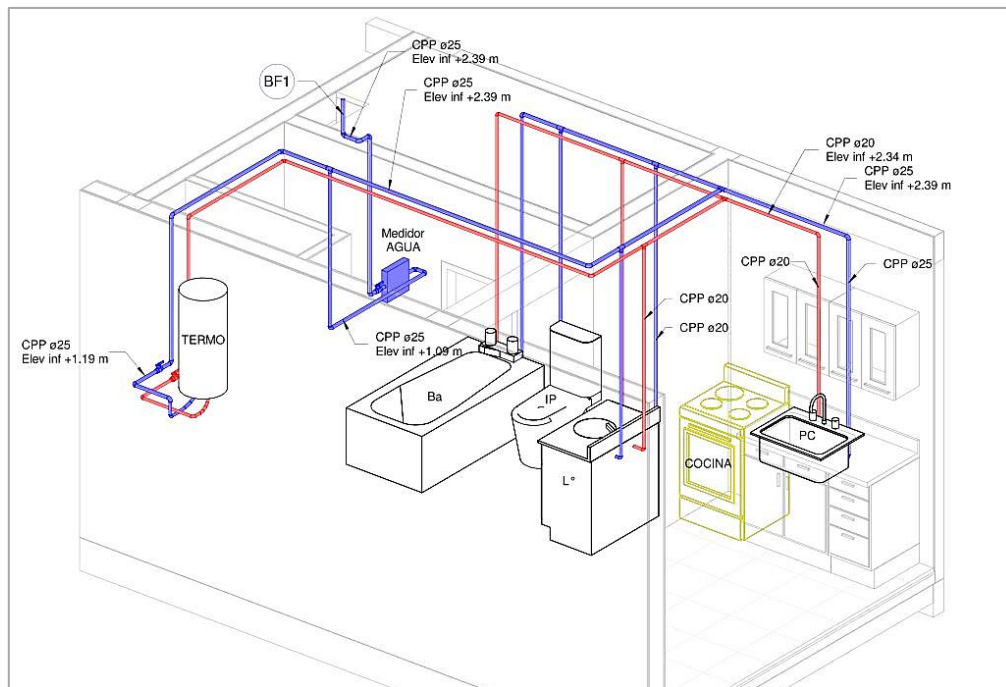 CPP ø25
Elev inf +2.39 m
BF1
CPP ø25
Elev inf +2.39 m
CPP ø20
Elev inf +2.34 m
CPP ø25
Elev inf +2.39 m
Medidor
AGUA
CPP ø20
CPP ø25
CPP ø20
TERMO
CPP ø20
CPP ø25
Elev inf +1.19 m
CPP ø25
Elev inf +1.09 m
Ba
IP
PC
COCINA
L°